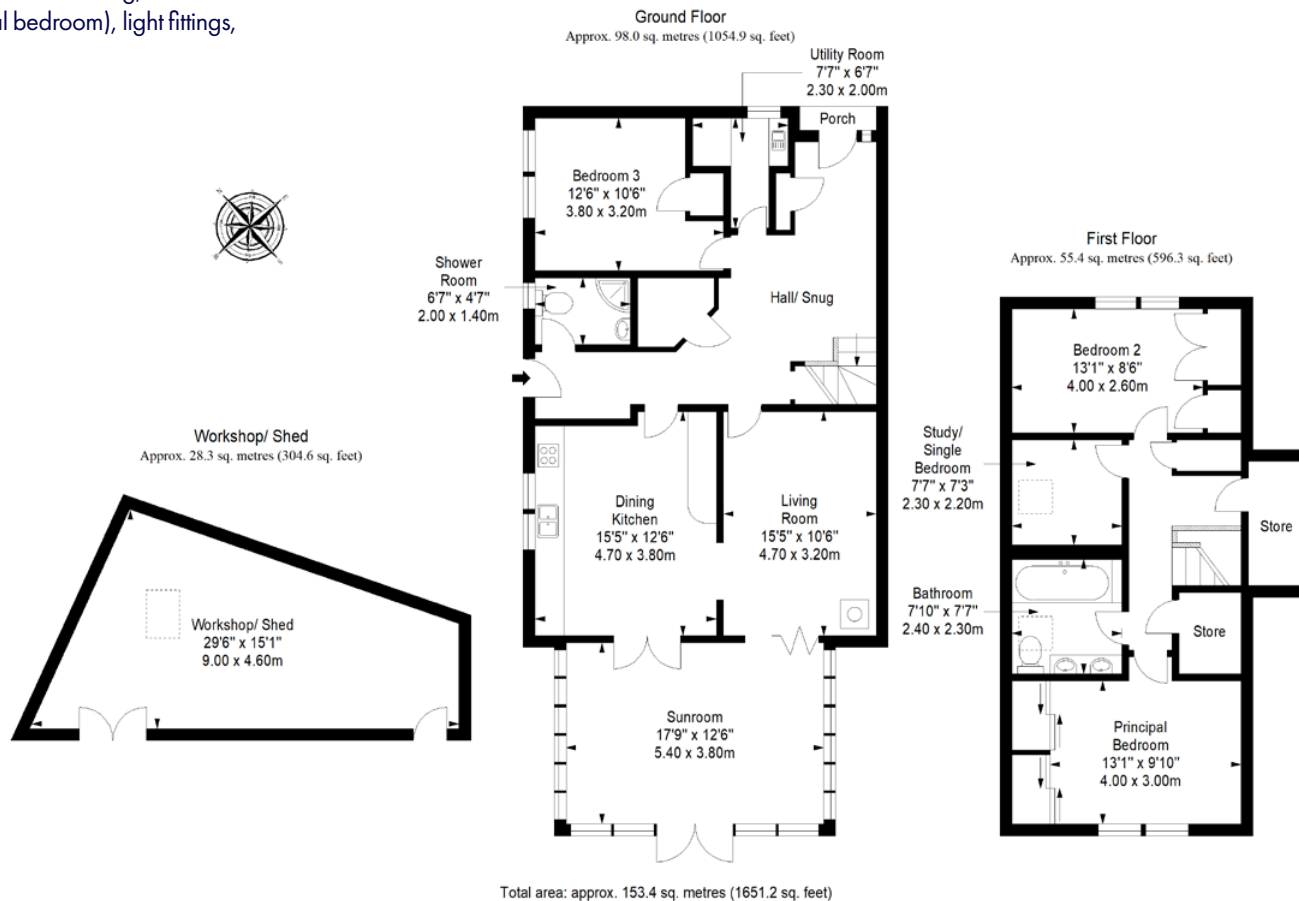 al bedroom), light fittings,
Ground Floor
Approx. 98.0 sq. metres (1054.9 sq. feet)
Utility Room
7'7" x 6'7"
2.30 x 2.00m
Porch
Bedroom 3
12'6" x 10'6"
3.80 x 3.20m
Shower
Room
6'7" x 4'7"
2.00 x 1.40m
Hall/ Snug
Dining
Kitchen
15'5" x 12'6"
4.70 x 3.80m
Living
Room
15'5" x 10'6"
4.70 x 3.20m
Sunroom
17'9" x 12'6"
5.40 x 3.80m
Workshop/ Shed
Approx. 28.3 sq. metres (304.6 sq. feet)
Workshop/ Shed
29'6" x 15'1"
9.00 x 4.60m
First Floor
Approx. 55.4 sq. metres (596.3 sq. feet)
Bedroom 2
13'1" x 8'6"
4.00 x 2.60m
Study/
Single
Bedroom
7'7" x 7'3"
2.30 x 2.20m
Store
Bathroom
7'10" x 7'7"
2.40 x 2.30m
Store
Principal
Bedroom
13'1" x 9'10"
4.00 x 3.00m
Total area: approx. 153.4 sq. metres (1651.2 sq. feet)